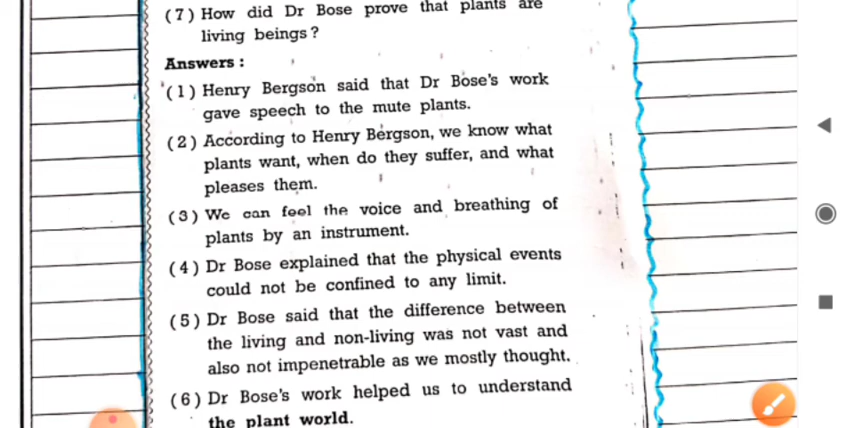 (7) How did Dr Bose prove that plants are
living beings?
Answers :
(1) Henry Bergson said that Dr Bose's work
gave speech to the mute plants.
(2) According to Henry Bergson, we know what
plants want, when do they suffer, and what
pleases them.
(3) We can feel the voice and breathing of
plants by an instrument.
(4) Dr Bose explained that the physical events
could not be confined to any limit.
(5) Dr Bose said that the difference between
the living and non-living was not vast and
also not impenetrable as we mostly thought.
(6) Dr Bose's work helped us to understand
the plant world.